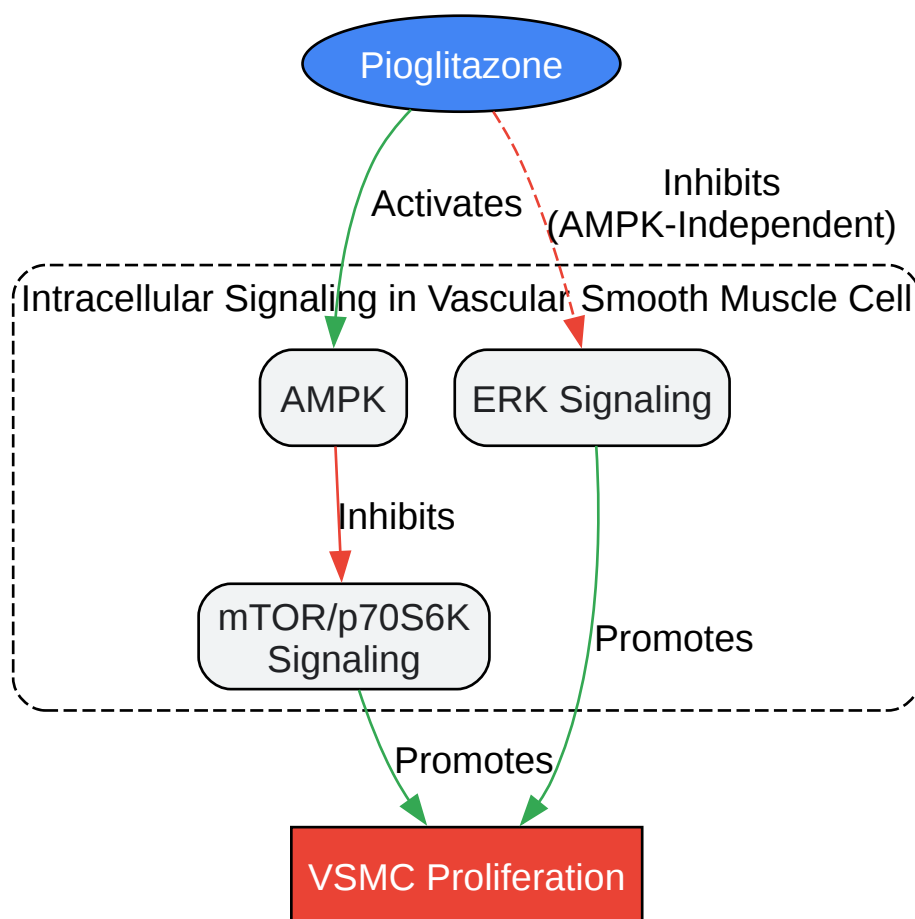 Pioglitazone
Activates
Inhibits
(AMPK-Independent)
Intracellular Signaling in Vascular Smooth Muscle Cell
AMPK
ERK Signaling
Inhibits
mTOR/p70S6K
Signaling
Promotes
Promotes
VSMC Proliferation